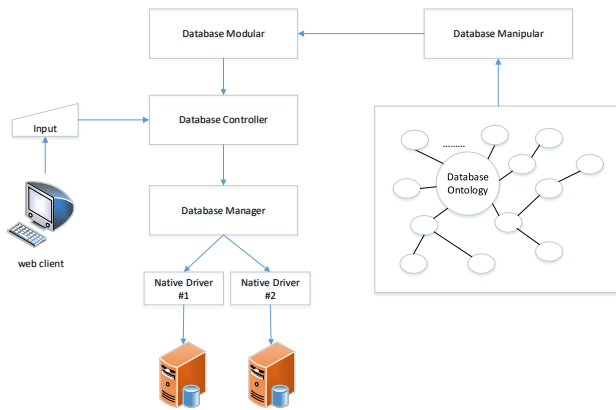 Database Modular
Database Manipular
Input
Database Controller
.........
Database
Ontology
Database Manager
web client
Native Driver
#1
Native Driver
#2